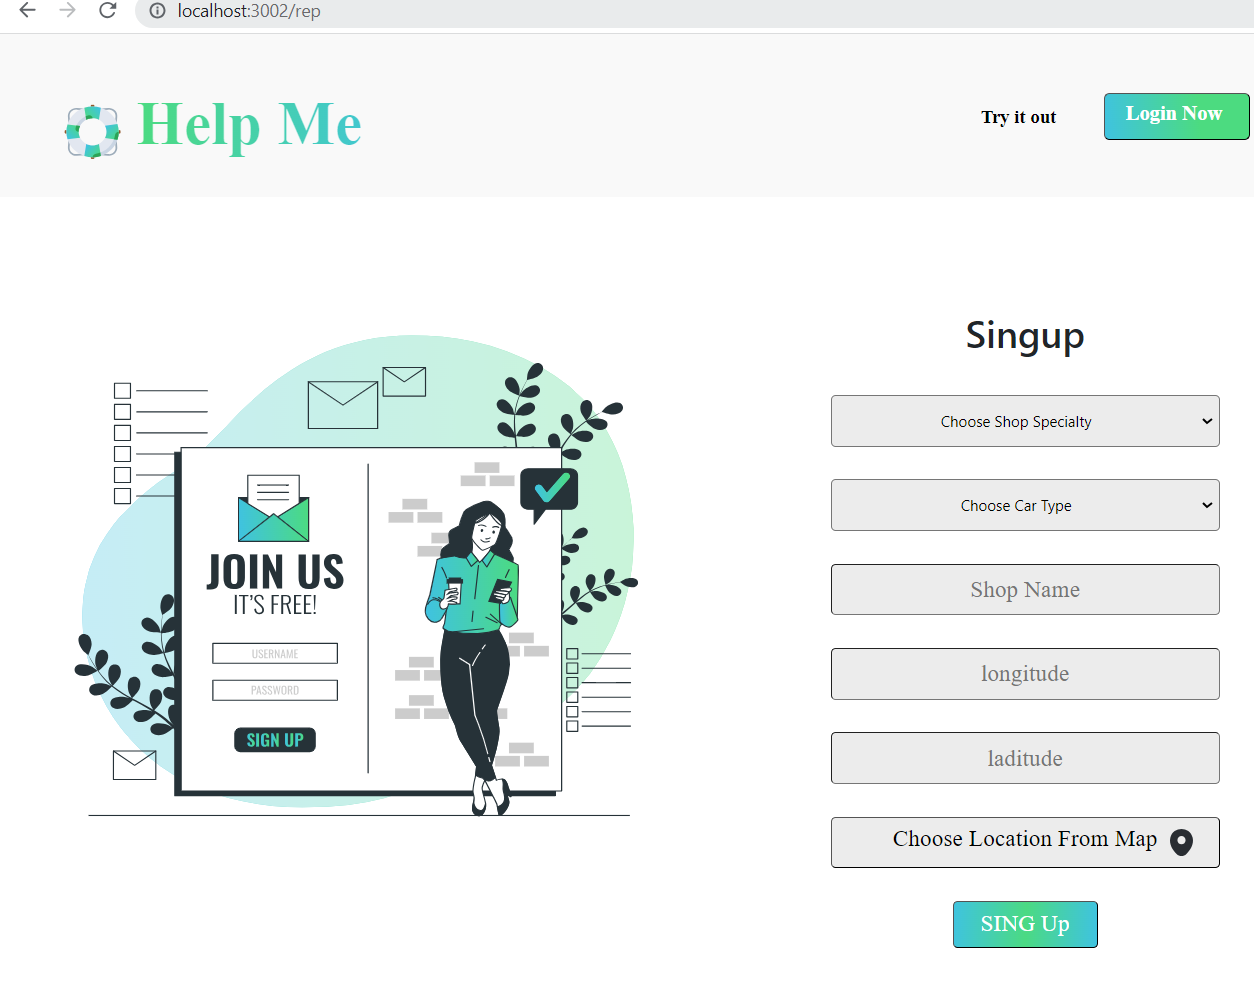 localhost:3002/rep
Help Me
Try it out
Login Now
Singup
Choose Shop Specialty
Choose Car Type
Shop Name
longitude
laditude
Choose Location From Map
SING Up
JOIN US
IT'S FREE!
USERNAME
PASSWORD
SIGN UP